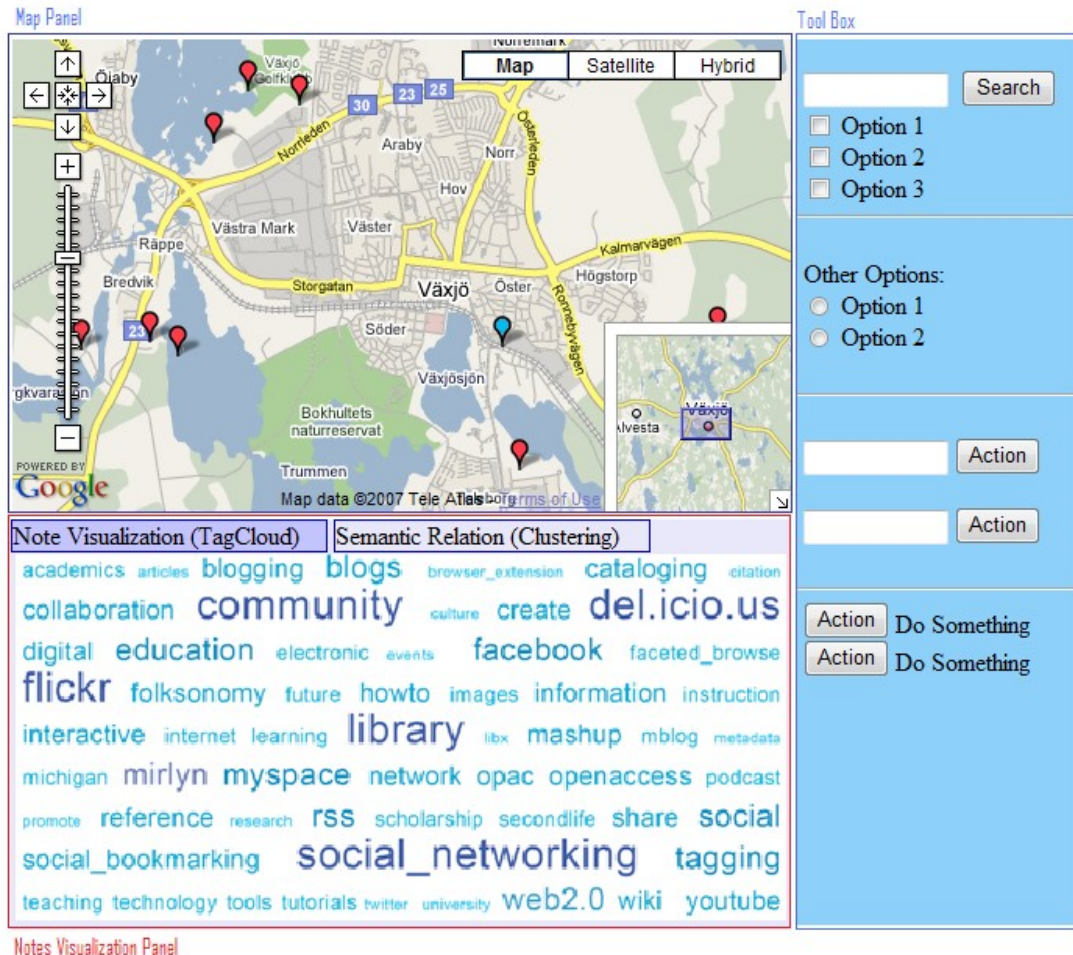 Map Panel
Tool Box
Norremark
Öjaby
Växjö
Golfklubb
Map Satellite Hybrid
30 23 25
Norrleden
Österleden
Araby
Norr
Hov
Västra Mark
Väster
Räppe
Kalmarvägen
Bredvik
Storgatan
Växjö
Öster
Högstorp
23
Söder
Ronnebyvägen
Växjösjön
Bokhultets
naturreservat
Växjö
Alvesta
Trummen
POWERED BY
Google
Map data ©2007 Tele Atlas - Terms of Use
Search
Option 1
Option 2
Option 3
Other Options:
Option 1
Option 2
Action
Action
Action Do Something
Action Do Something
Note Visualization (TagCloud) Semantic Relation (Clustering)
academics articles blogging blogs browser_extension cataloging citation
collaboration community culture create del.icio.us
digital education electronic events facebook faceted_browse
flickr folksonomy future howto images information instruction
interactive internet learning library libx mashup mblog metadata
michigan mirlyn myspace network opac openaccess podcast
promote reference research rss scholarship secondlife share social
social_bookmarking social_networking tagging
teaching technology tools tutorials twitter university web2.0 wiki youtube
Notes Visualization Panel